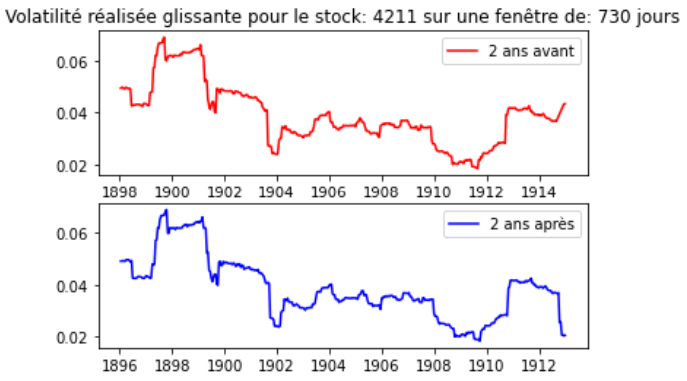 Volatilité réalisée glissante pour le stock: 4211 sur une fenêtre de: 730 jours
2 ans avant
0.06
0.04
0.02
1898 1900 1902 1904 1906 1908 1910 1912 1914
2 ans après
0.06
0.04
0.02
1896 1898 1900 1902 1904 1906 1908 1910 1912